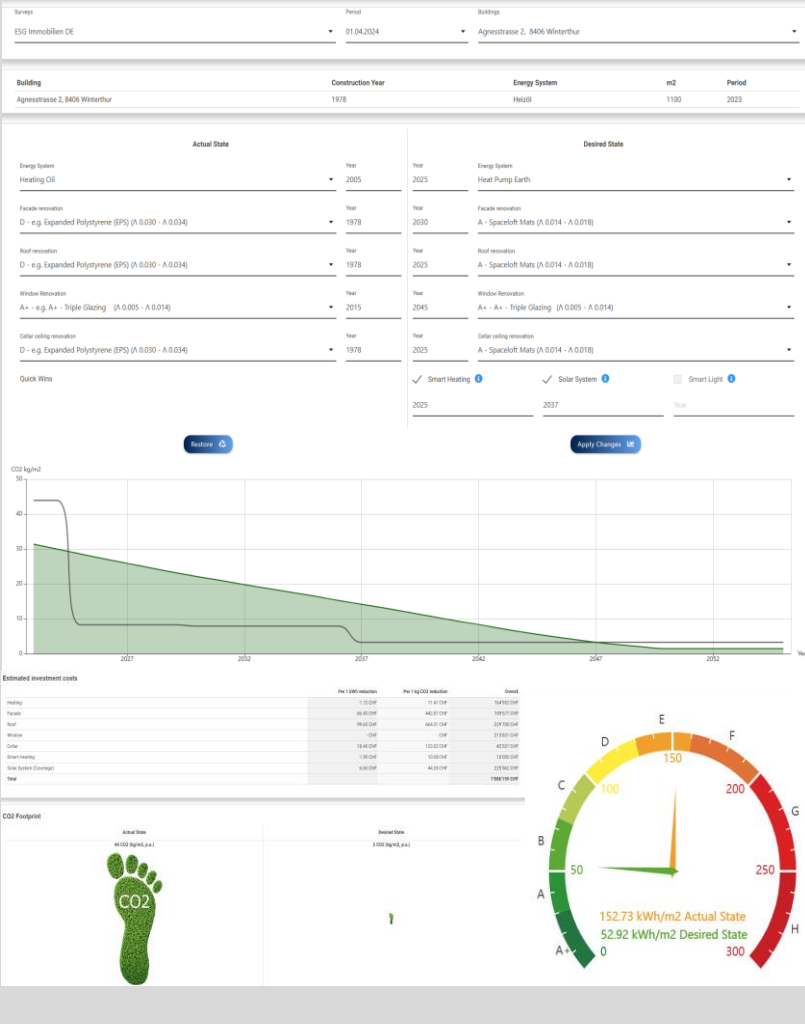 Surveys Period Buildings
ESG Immobilien DE 01.04.2024 Agnesstrasse 2, 8406 Winterthur
Building Construction Year Energy System m2 Period
Agnesstrasse 2, 8406 Winterthur 1978 Heizöl 1100 2023
Actual State Desired State
Energy System Year Year Energy System
Heating Oil 2005 2025 Heat Pump Earth
Facade renovation Year Year Facade renovation
D - e.g. Expanded Polystyrene (EPS) (Λ 0.030 - Λ 0.034) 1978 2030 A - Spaceloft Mats (Λ 0.014 - Λ 0.018)
Roof renovation Year Year Roof renovation
D - e.g. Expanded Polystyrene (EPS) (Λ 0.030 - Λ 0.034) 1978 2025 A - Spaceloft Mats (Λ 0.014 - Λ 0.018)
Window Renovation Year Year Window Renovation
A+ - e.g. A+ - Triple Glazing (Λ 0.005 - Λ 0.014) 2015 2045 A+ - A+ - Triple Glazing (Λ 0.005 - Λ 0.014)
Cellar ceiling renovation Year Year Cellar ceiling renovation
D - e.g. Expanded Polystyrene (EPS) (Λ 0.030 - Λ 0.034) 1978 2025 A - Spaceloft Mats (Λ 0.014 - Λ 0.018)
Quick Wins Smart Heating Solar System Smart Light
2025 2037 Year
Restore Apply Changes
CO2 kg/m2
50
40
30
20
10
0
2027 2032 2037 2042 2047 2052
Estimated investment costs
Per 1 kWh reduction Per 1 kg CO2 reduction Overall
Heating
Facade
Roof
Window - CHF - CHF
Cellar
Smart Heating
Solar System (Coverage)
Total
CO2 Footprint
Actual State Desired State
44 CO2 (kg/m2, p.a.) 3 CO2 (kg/m2, p.a.)
CO2
A+ A B C D E F G H
0 50 100 150 200 250 300
152.73 kWh/m2 Actual State
52.92 kWh/m2 Desired State